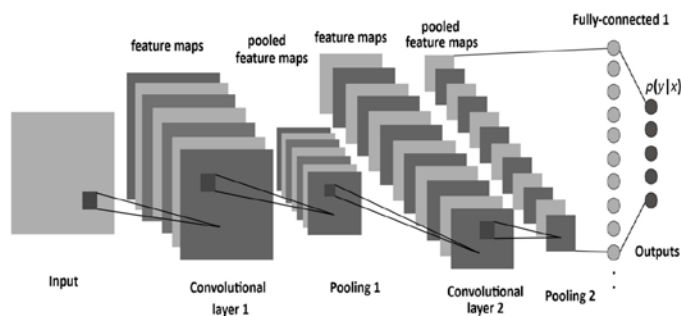 feature maps
pooled
feature maps
feature maps
pooled
feature maps
Fully-connected 1
p(y|x)
Input
Convolutional
layer 1
Pooling 1
Convolutional
layer 2
Pooling 2
Outputs